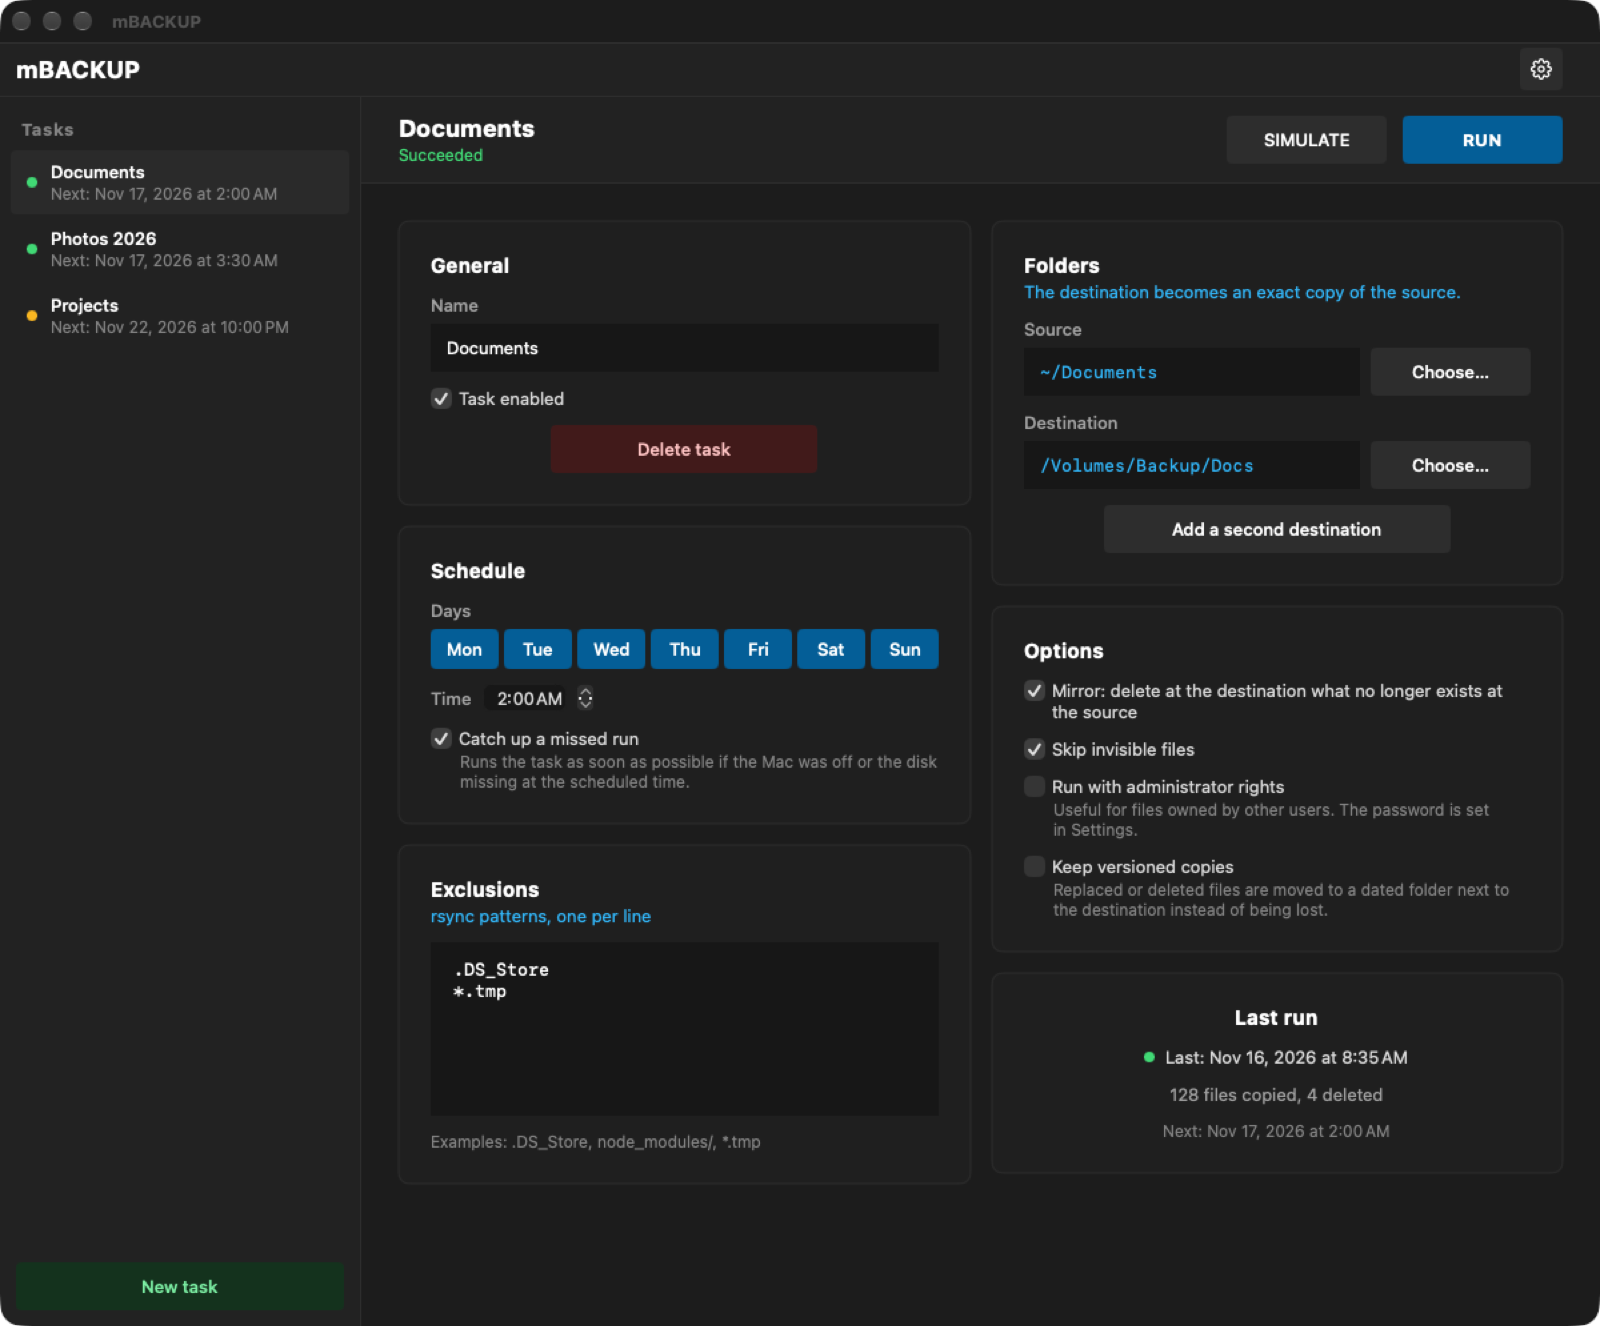 mBACKUP
mBACKUP
Tasks
Documents
Next: Nov 17, 2026 at 2:00 AM
Photos 2026
Next: Nov 17, 2026 at 3:30 AM
Projects
Next: Nov 22, 2026 at 10:00 PM
New task
Documents
Succeeded
SIMULATE
RUN
General
Name
Documents
Task enabled
Delete task
Schedule
Days
Mon Tue Wed Thu Fri Sat Sun
Time 2:00 AM
Catch up a missed run
Runs the task as soon as possible if the Mac was off or the disk
missing at the scheduled time.
Exclusions
rsync patterns, one per line
.DS_Store
*.tmp
Examples: .DS_Store, node_modules/, *.tmp
Folders
The destination becomes an exact copy of the source.
Source
~/Documents
Choose...
Destination
/Volumes/Backup/Docs
Choose...
Add a second destination
Options
Mirror: delete at the destination what no longer exists at
the source
Skip invisible files
Run with administrator rights
Useful for files owned by other users. The password is set
in Settings.
Keep versioned copies
Replaced or deleted files are moved to a dated folder next to
the destination instead of being lost.
Last run
Last: Nov 16, 2026 at 8:35 AM
128 files copied, 4 deleted
Next: Nov 17, 2026 at 2:00 AM